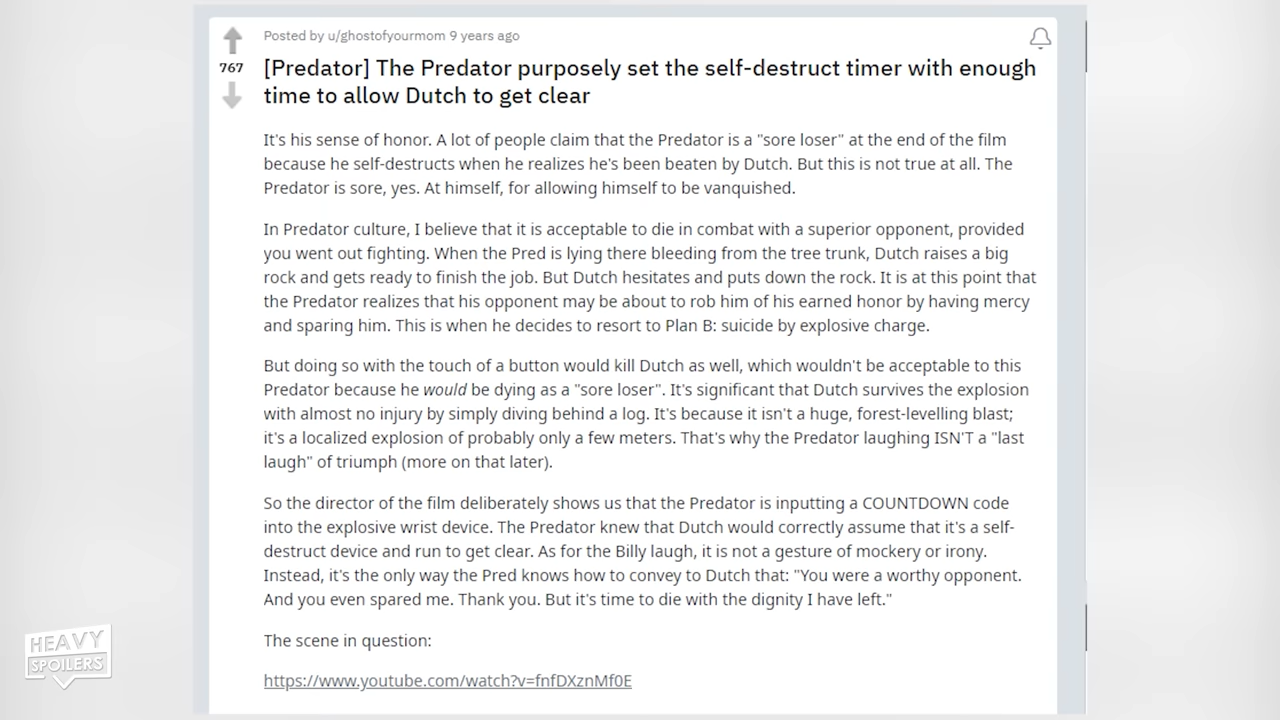 Posted by u/ghostofyourmom 9 years ago
767
[Predator] The Predator purposely set the self-destruct timer with enough
time to allow Dutch to get clear
It's his sense of honor. A lot of people claim that the Predator is a "sore loser" at the end of the film
because he self-destructs when he realizes he's been beaten by Dutch. But this is not true at all. The
Predator is sore, yes. At himself, for allowing himself to be vanquished.
In Predator culture, I believe that it is acceptable to die in combat with a superior opponent, provided
you went out fighting. When the Pred is lying there bleeding from the tree trunk, Dutch raises a big
rock and gets ready to finish the job. But Dutch hesitates and puts down the rock. It is at this point that
the Predator realizes that his opponent may be about to rob him of his earned honor by having mercy
and sparing him. This is when he decides to resort to Plan B: suicide by explosive charge.
But doing so with the touch of a button would kill Dutch as well, which wouldn't be acceptable to this
Predator because he would be dying as a "sore loser". It's significant that Dutch survives the explosion
with almost no injury by simply diving behind a log. It's because it isn't a huge, forest-levelling blast;
it's a localized explosion of probably only a few meters. That's why the Predator laughing ISN'T a "last
laugh" of triumph (more on that later).
So the director of the film deliberately shows us that the Predator is inputting a COUNTDOWN code
into the explosive wrist device. The Predator knew that Dutch would correctly assume that it's a self-
destruct device and run to get clear. As for the Billy laugh, it is not a gesture of mockery or irony.
Instead, it's the only way the Pred knows how to convey to Dutch that: "You were a worthy opponent.
And you even spared me. Thank you. But it's time to die with the dignity I have left."
The scene in question:
https://www.youtube.com/watch?v=fnfDXznMf0E
HEAVY
SPOILERS